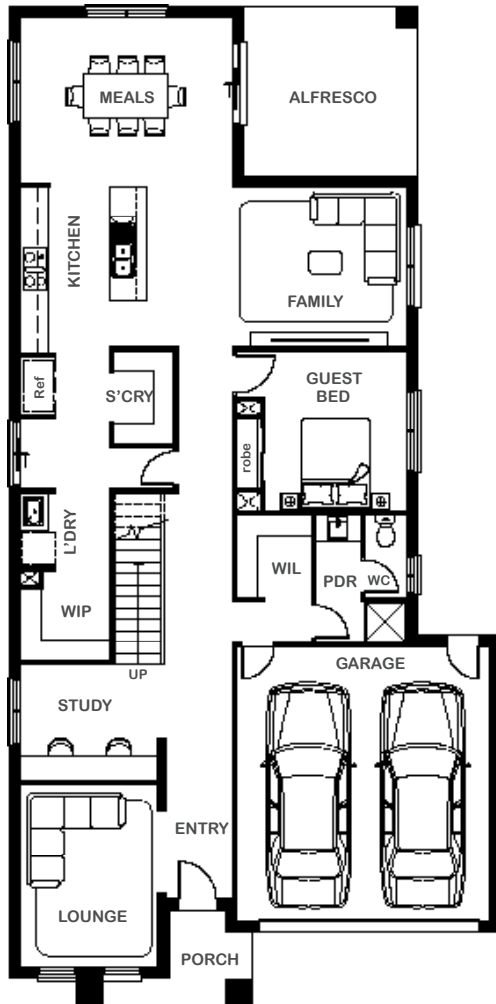 MEALS
ALFRESCO
KITCHEN
FAMILY
Ref
S'CRY
GUEST
BED
robe
L'DRY
WIL
PDR
WC
WIP
UP
GARAGE
STUDY
ENTRY
LOUNGE
PORCH